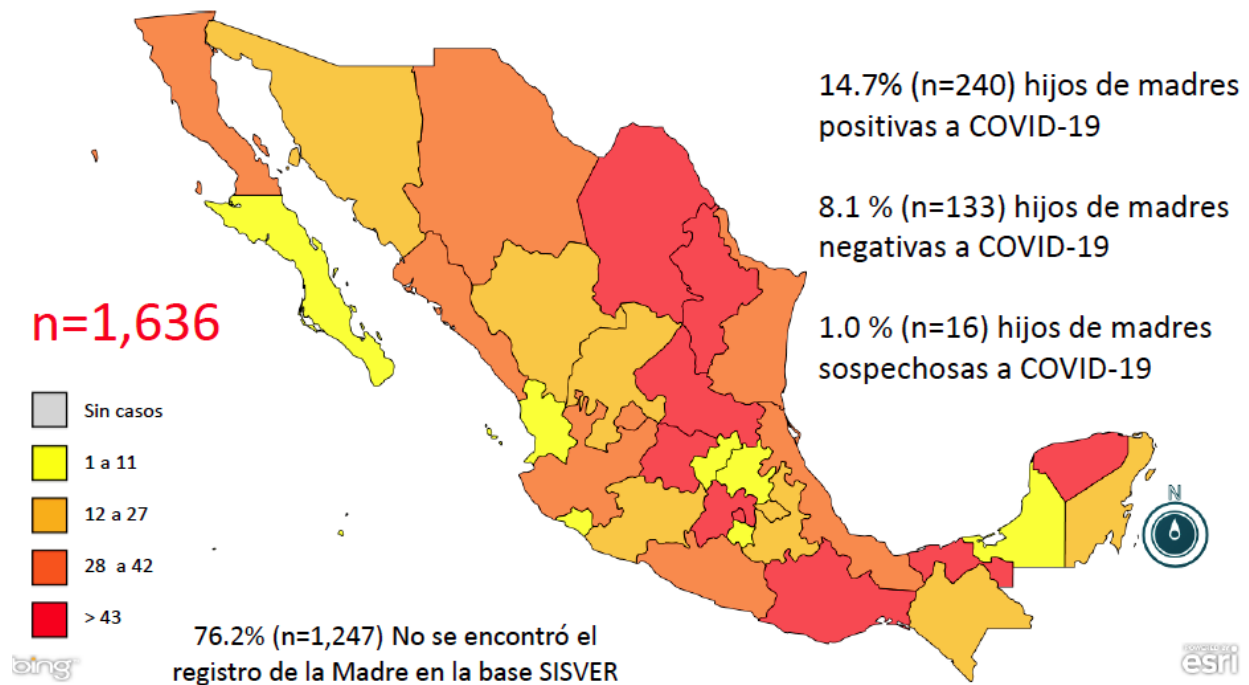 14.7% (n=240) hijos de madres
positivas a COVID-19
8.1 % (n=133) hijos de madres
negativas a COVID-19
1.0 % (n=16) hijos de madres
sospechosas a COVID-19
n=1,636
Sin casos
1 a 11
12 a 27
28 a 42
> 43
76.2% (n=1,247) No se encontró el
registro de la Madre en la base SISVER
N
bing
esri